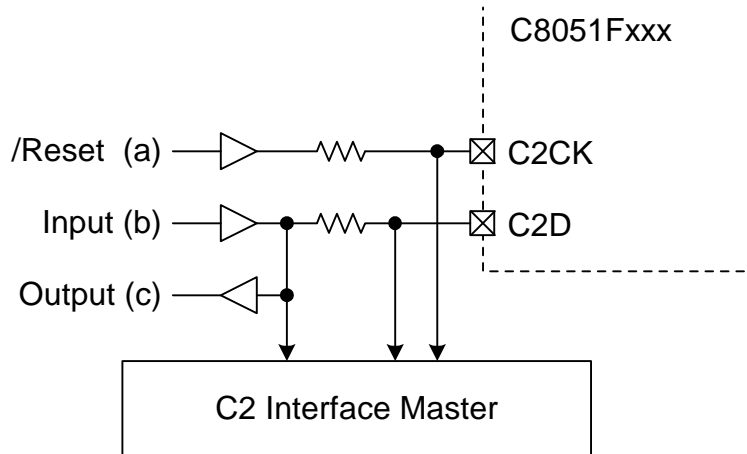 C8051Fxxx
/Reset (a)
C2CK
Input (b)
C2D
Output (c)
C2 Interface Master